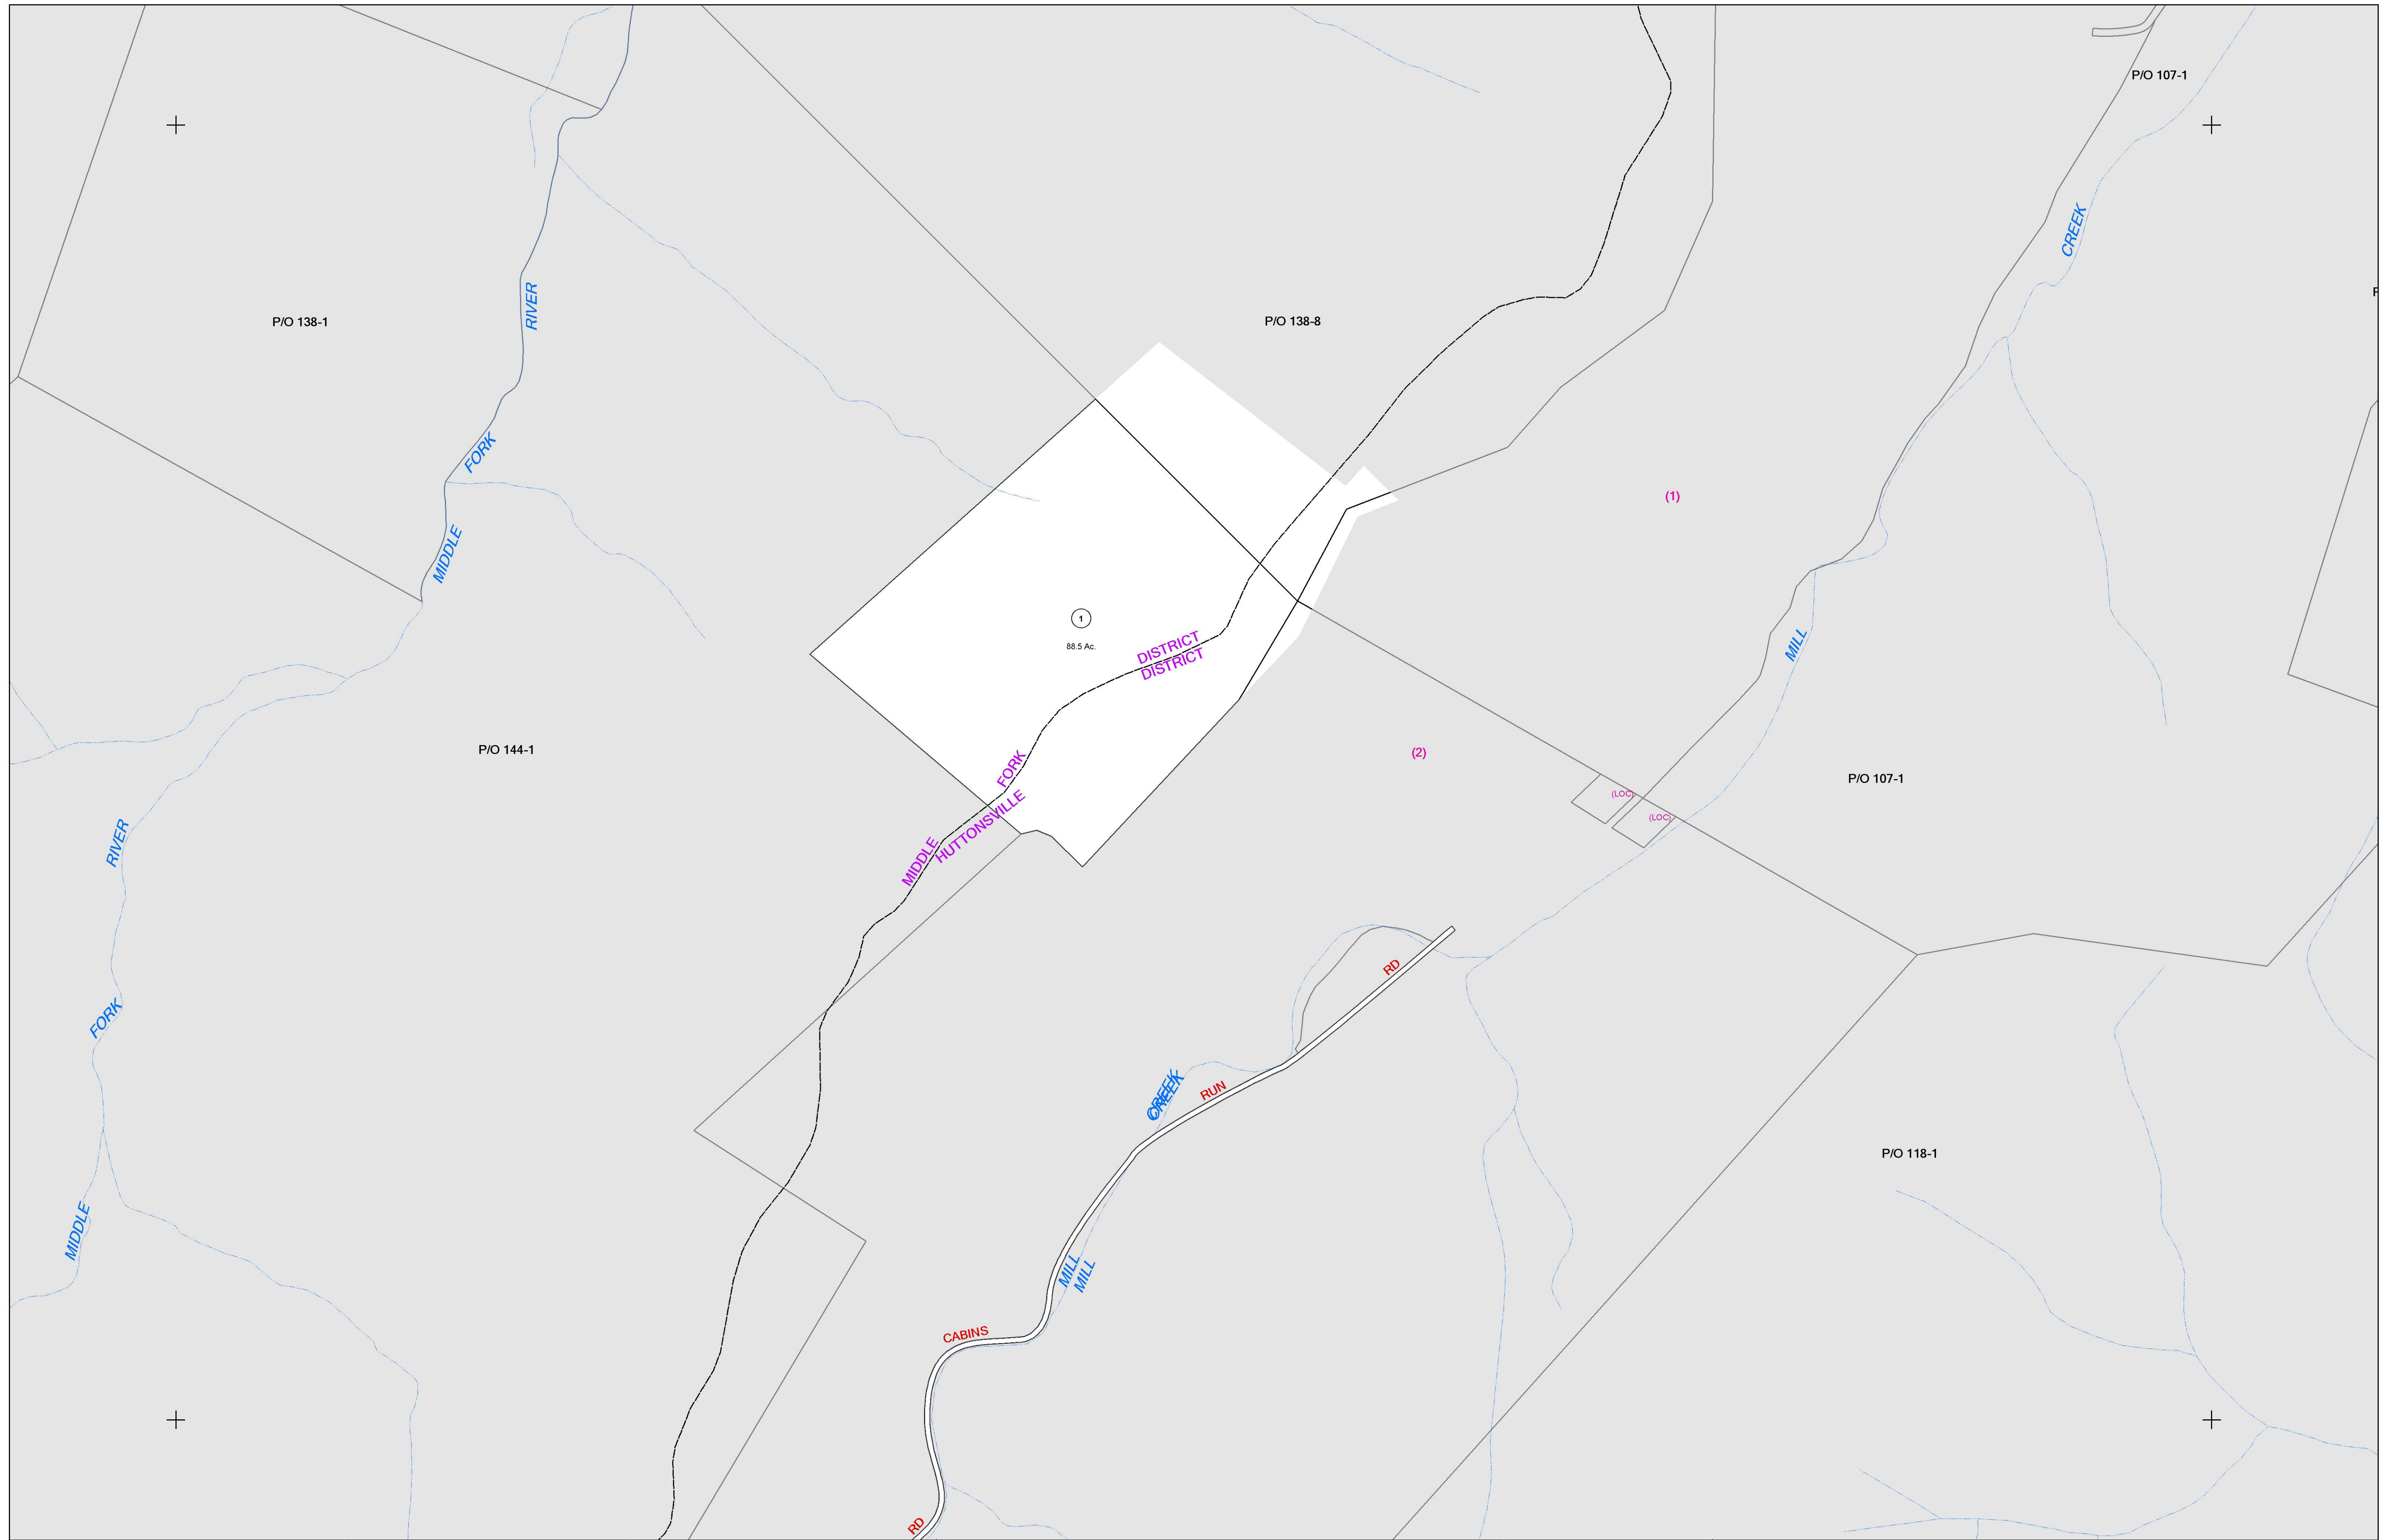 P/O 107-1
CREEK
RIVER
P/O 138-1
P/O 138-8
FORK
(1)
MIDDLE
1
88.5 Ac.
DISTRICT
DISTRICT
MILL
P/O 144-1
(2)
FORK
P/O 107-1
(LOC)
HUTTONSVILLE
(LOC)
RIVER
MIDDLE
RD
FORK
CREEK
CREEK
RUN
P/O 118-1
MIDDLE
MILL
MILL
CABINS
RD